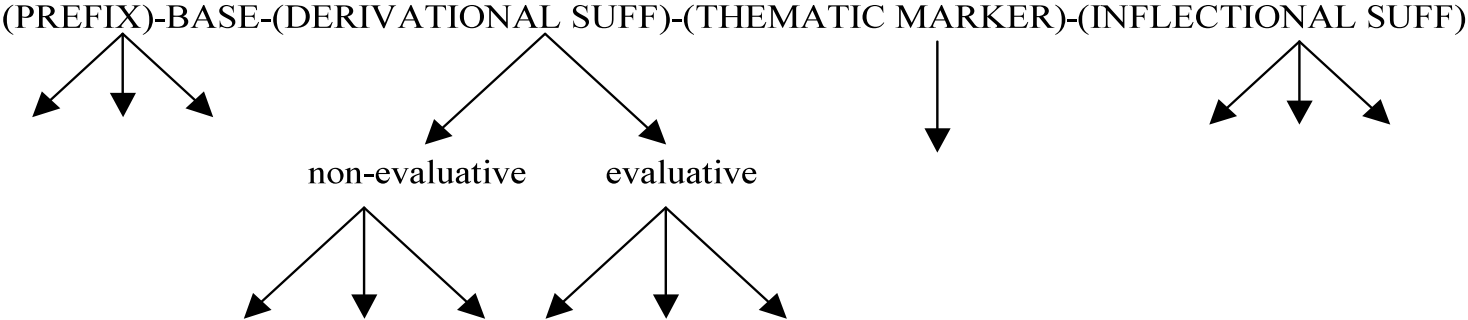 (PREFIX)-BASE-(DERIVATIONAL SUFF)-(THEMATIC MARKER)-(INFLECTIONAL SUFF)
non-evaluative evaluative